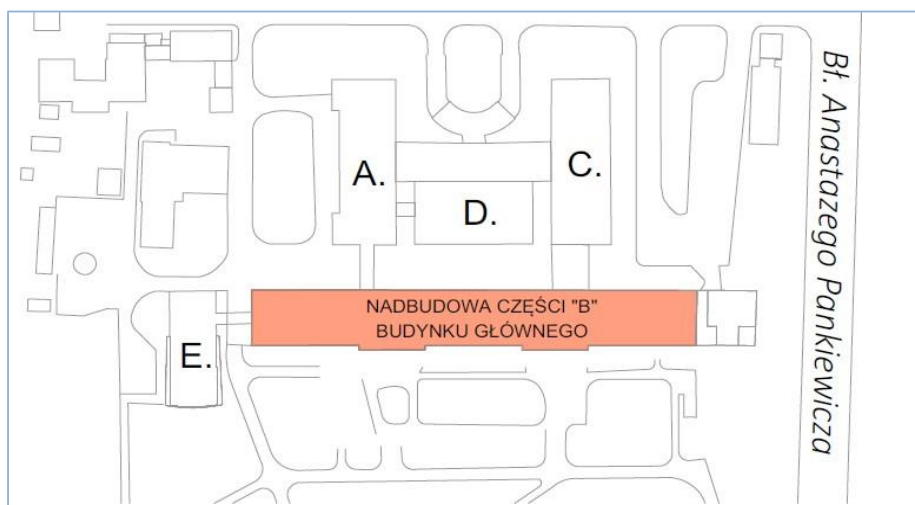 A.
C.
D.
NADBUDOWA CZĘŚCI "B"
BUDYNKU GŁÓWNEGO
E.
Bł. Anastazego Pankiewicza